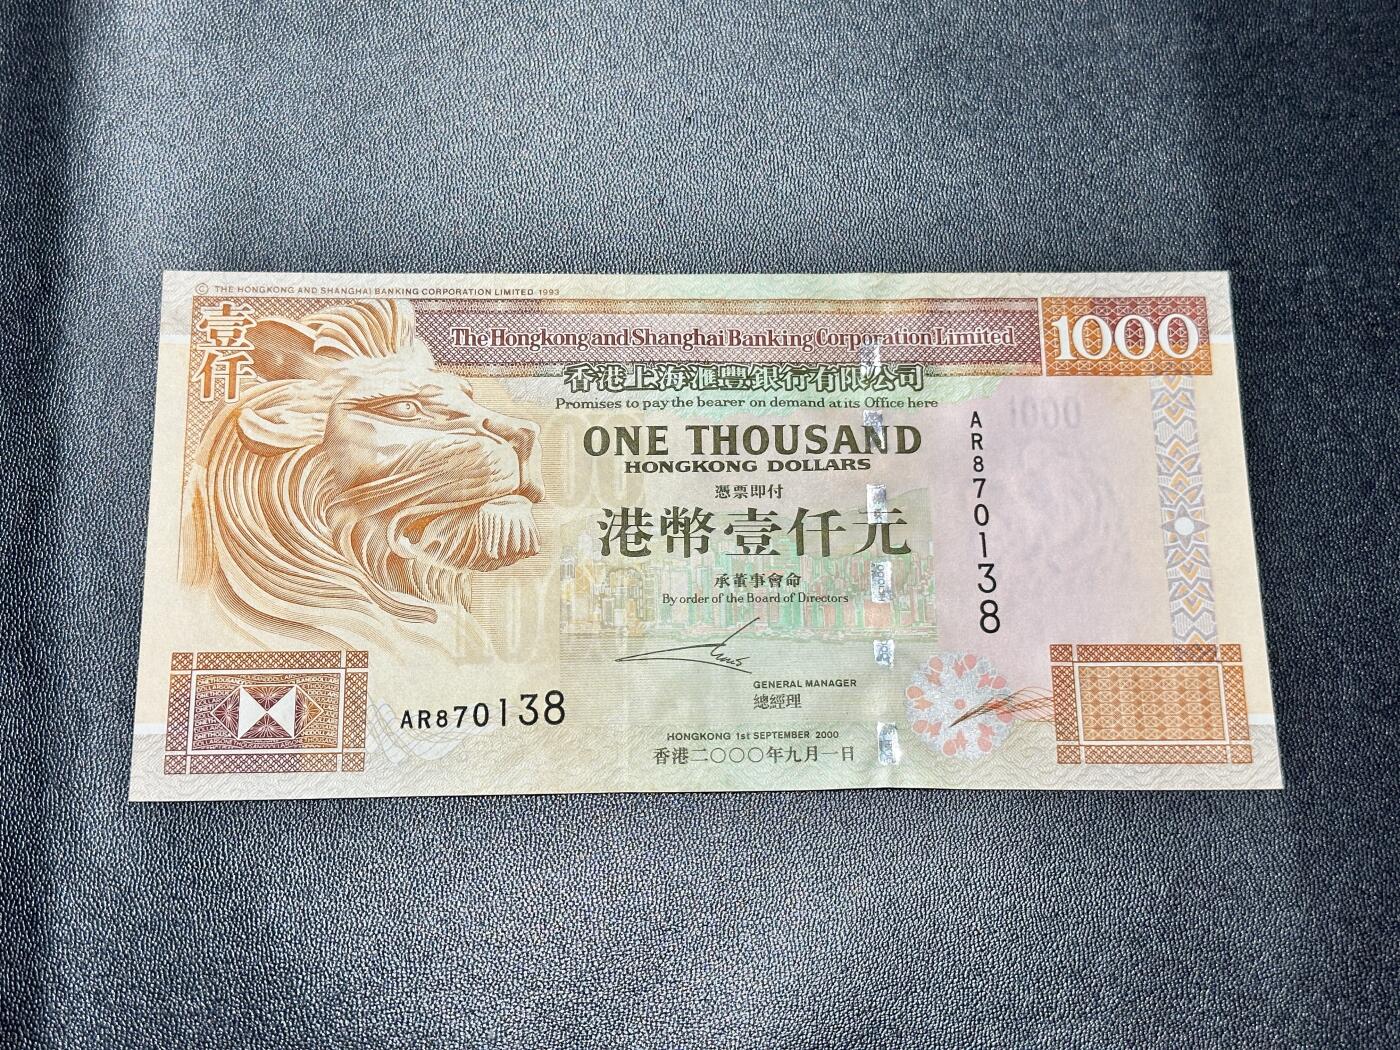 © THE HONGKONG AND SHANGHAI BANKING CORPORATION LIMITED 1993
壹仟
The Hongkong and Shanghai Banking Corporation Limited
1000
香港上海滙豐銀行有限公司
Promises to pay the bearer on demand at its Office here
ONE THOUSAND
HONGKONG DOLLARS
憑票即付
港幣壹仟元
承董事會命
By order of the Board of Directors
GENERAL MANAGER
總經理
HONGKONG 1st SEPTEMBER 2000
香港二〇〇〇年九月一日
AR870138
AR870138